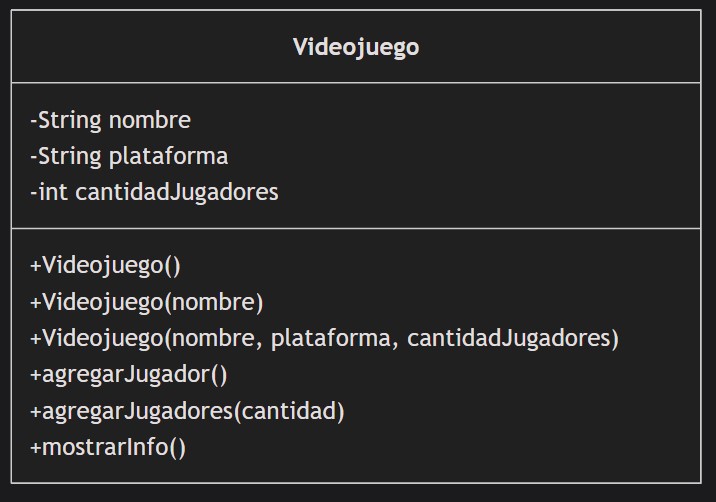 Videojuego
-String nombre
-String plataforma
-int cantidadJugadores
+Videojuego()
+Videojuego(nombre)
+Videojuego(nombre, plataforma, cantidadJugadores)
+agregarJugador()
+agregarJugadores(cantidad)
+mostrarInfo()